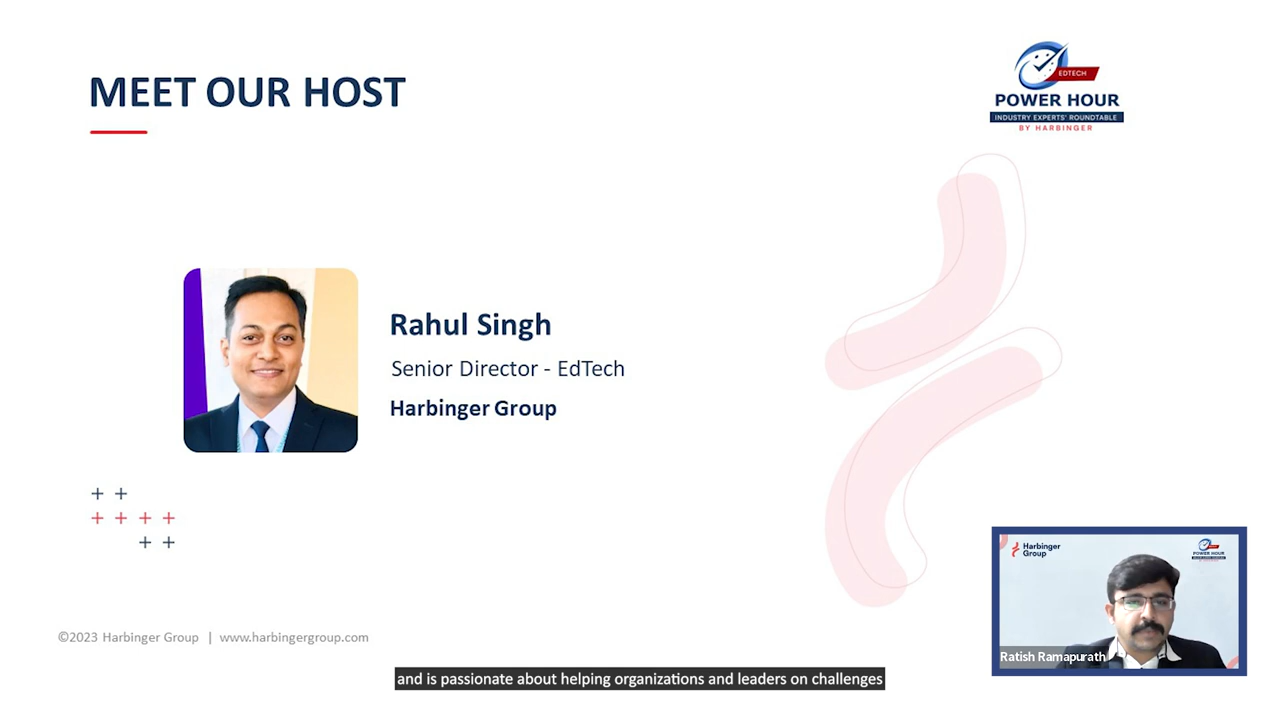 MEET OUR HOST
EDTECH
POWER HOUR
INDUSTRY EXPERTS' ROUNDTABLE
BY HARBINGER
Rahul Singh
Senior Director - EdTech
Harbinger Group
Harbinger
Group
POWER HOUR
Ratish Ramapurath
©2023 Harbinger Group | www.harbingergroup.com
and is passionate about helping organizations and leaders on challenges